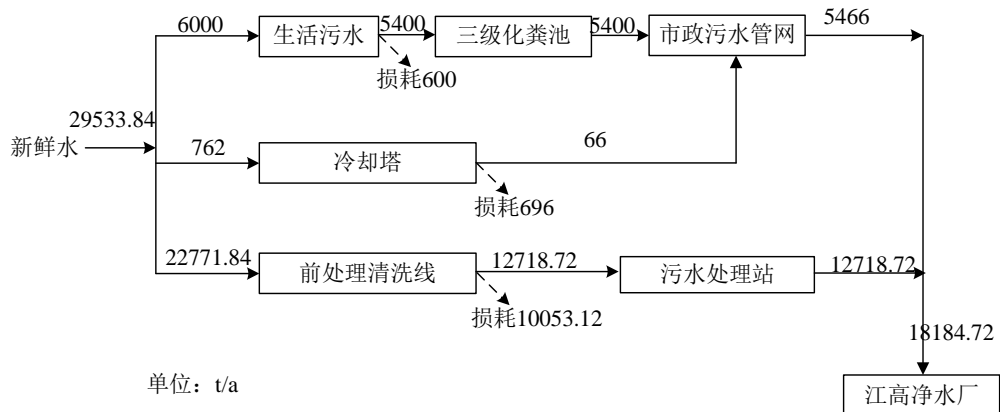 6000
生活污水
5400
三级化粪池
5400
市政污水管网
5466
损耗600
29533.84
新鲜水
762
冷却塔
66
损耗696
22771.84
前处理清洗线
12718.72
污水处理站
12718.72
损耗10053.12
18184.72
单位：t/a
江高净水厂